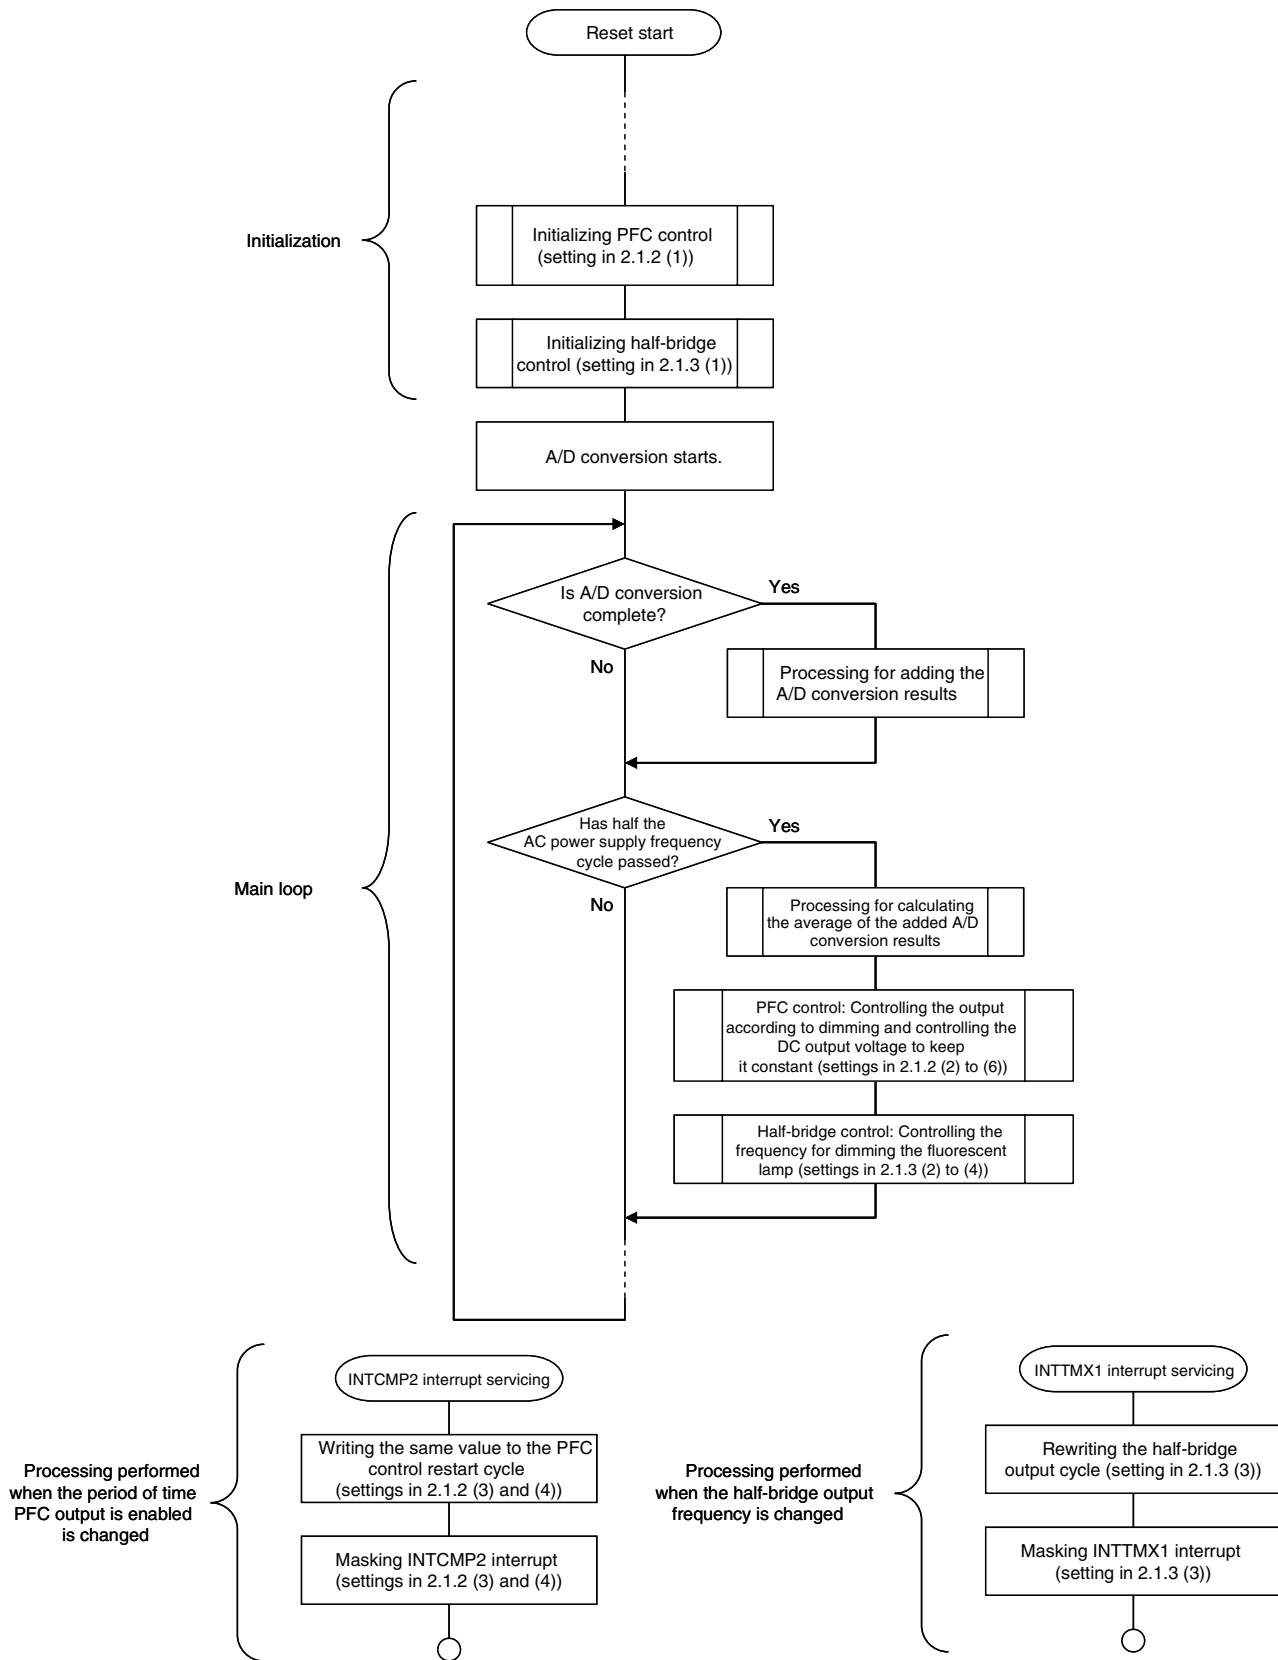 Reset start
Initialization
Initializing PFC control
(setting in 2.1.2 (1))
Initializing half-bridge
control (setting in 2.1.3 (1))
A/D conversion starts.
Main loop
Is A/D conversion
complete?
Yes
No
Processing for adding the
A/D conversion results
Has half the
AC power supply frequency
cycle passed?
Yes
No
Processing for calculating
the average of the added A/D
conversion results
PFC control: Controlling the output
according to dimming and controlling the
DC output voltage to keep
it constant (settings in 2.1.2 (2) to (6))
Half-bridge control: Controlling the
frequency for dimming the fluorescent
lamp (settings in 2.1.3 (2) to (4))
Processing performed
when the period of time
PFC output is enabled
is changed
INTCMP2 interrupt servicing
Writing the same value to the PFC
control restart cycle
(settings in 2.1.2 (3) and (4))
Masking INTCMP2 interrupt
(settings in 2.1.2 (3) and (4))
Processing performed
when the half-bridge output
frequency is changed
INTTMX1 interrupt servicing
Rewriting the half-bridge
output cycle (setting in 2.1.3 (3))
Masking INTTMX1 interrupt
(setting in 2.1.3 (3))